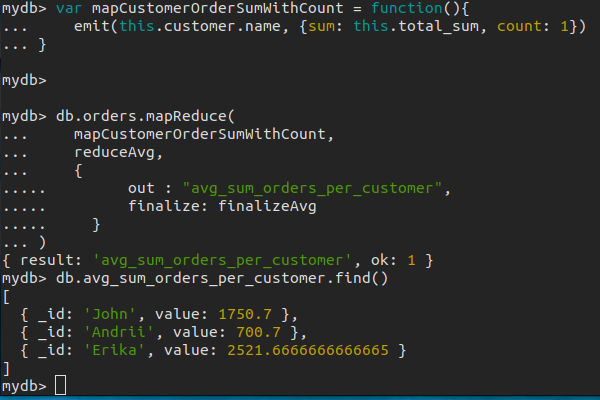 mydb> var mapCustomerOrderSumWithCount = function(){
...     emit(this.customer.name, {sum: this.total_sum, count: 1})
... }
mydb>
mydb> db.orders.mapReduce(
...     mapCustomerOrderSumWithCount,
...     reduceAvg,
...     {
.....         out : "avg_sum_orders_per_customer",
.....         finalize: finalizeAvg
.....     }
... )
{ result: 'avg_sum_orders_per_customer', ok: 1 }
mydb> db.avg_sum_orders_per_customer.find()
[
  { _id: 'John', value: 1750.7 },
  { _id: 'Andrii', value: 700.7 },
  { _id: 'Erika', value: 2521.6666666666665 }
]
mydb>